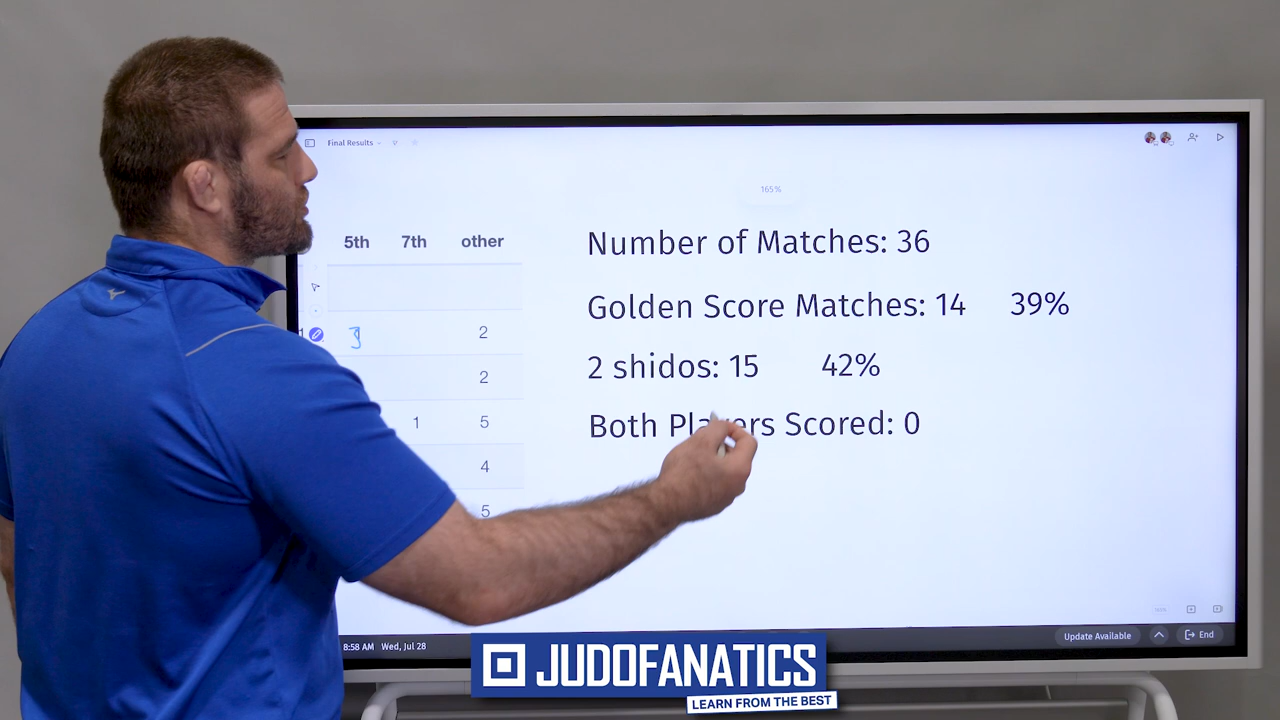 Final Results
165%
5th 7th other
Number of Matches: 36
3 2
Golden Score Matches: 14 39%
2
2 shidos: 15 42%
1 5
Both Players Scored: 0
4
5
8:58 AM Wed, Jul 28
Update Available
End
JUDOFANATICS
LEARN FROM THE BEST